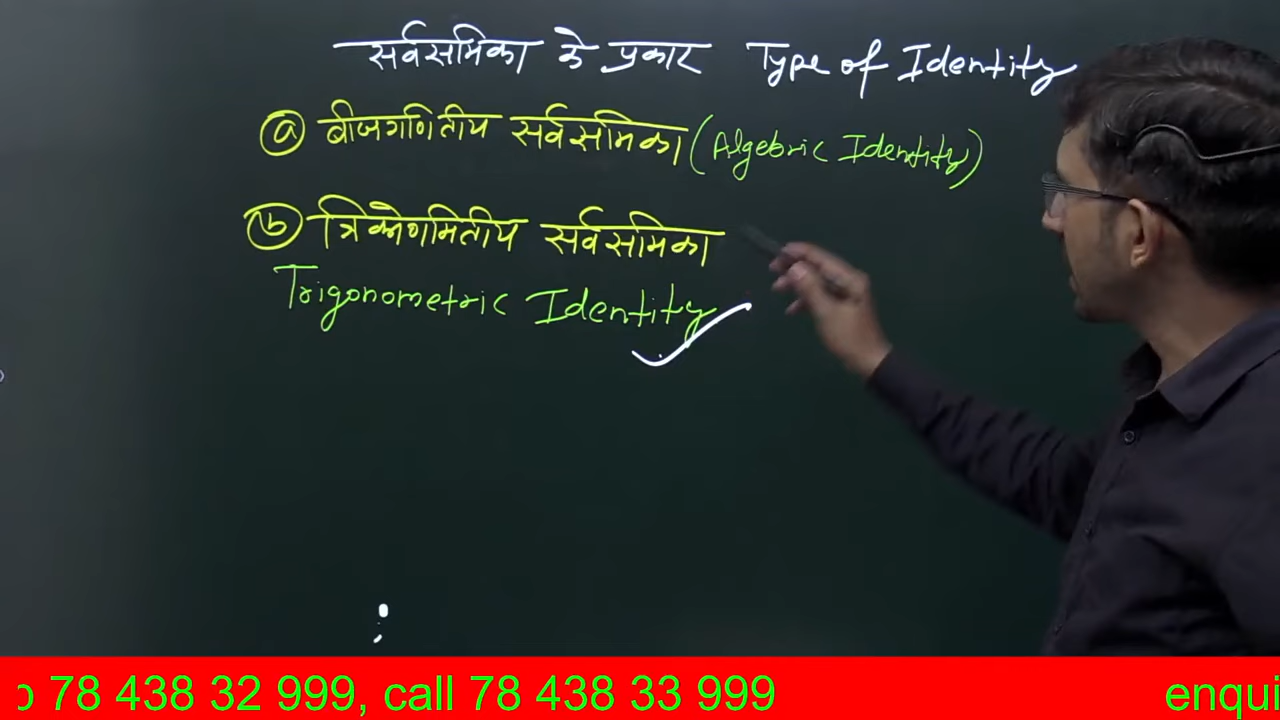 सर्वसमिका के प्रकार Type of Identity
(a) बीजगणितीय सर्वसमिका (Algebric Identity)
(b) त्रिकोणमितीय सर्वसमिका
Trigonometric Identity
78 438 32 999, call 78 438 33 999 enqui